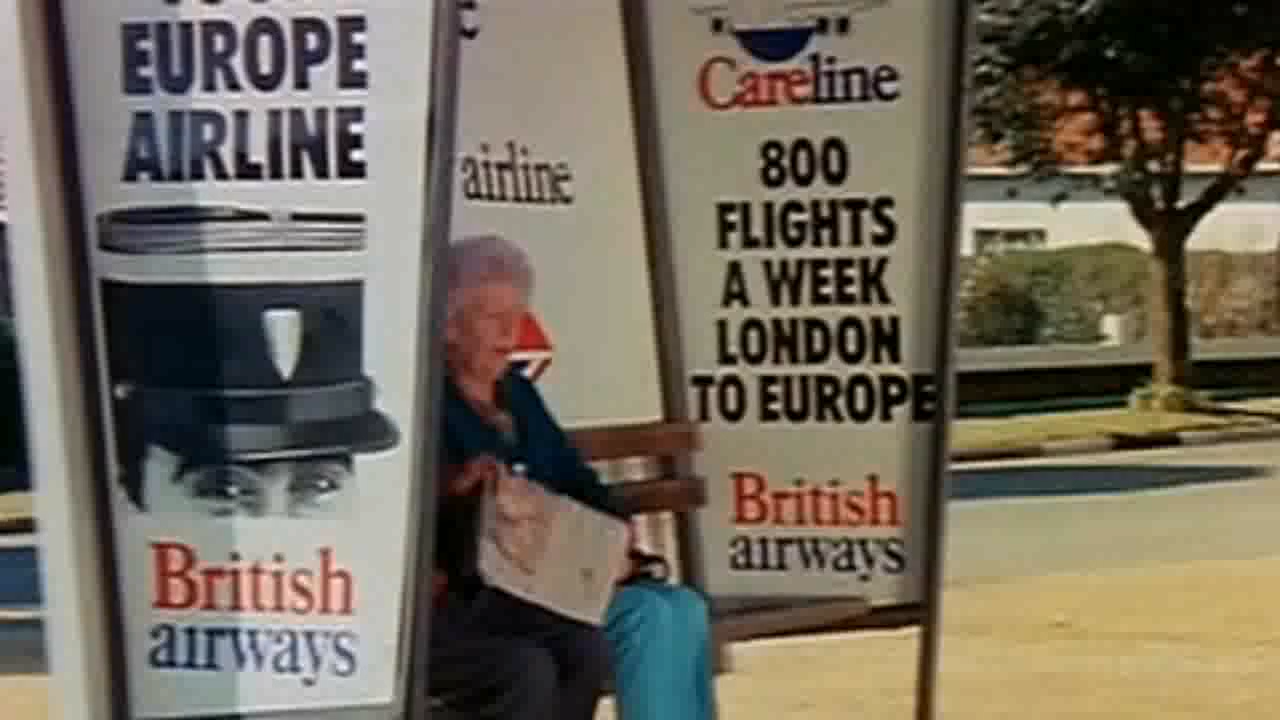 EUROPE
AIRLINE
British
airways
airline
Careline
800
FLIGHTS
A WEEK
LONDON
TO EUROPE
British
airways